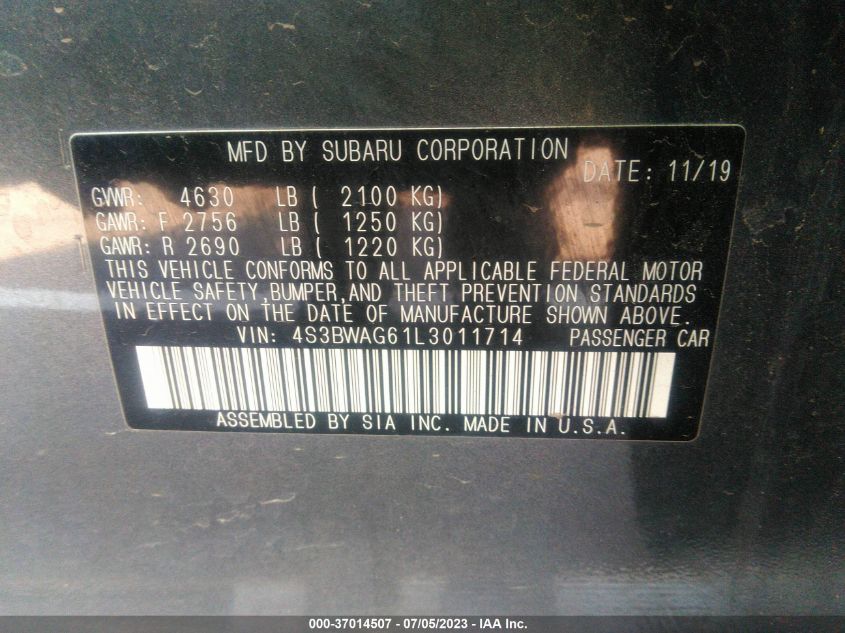 MFD BY SUBARU CORPORATION
DATE: 11/19
GVWR: 4630 LB ( 2100 KG)
GAWR: F 2756 LB ( 1250 KG)
GAWR: R 2690 LB ( 1220 KG)
THIS VEHICLE CONFORMS TO ALL APPLICABLE FEDERAL MOTOR
VEHICLE SAFETY,BUMPER,AND THEFT PREVENTION STANDARDS
IN EFFECT ON THE DATE OF MANUFACTURE SHOWN ABOVE.
VIN: 4S3BWAG61L3011714 PASSENGER CAR
ASSEMBLED BY SIA INC. MADE IN U.S.A.
000-37014507 - 07/05/2023 - IAA Inc.